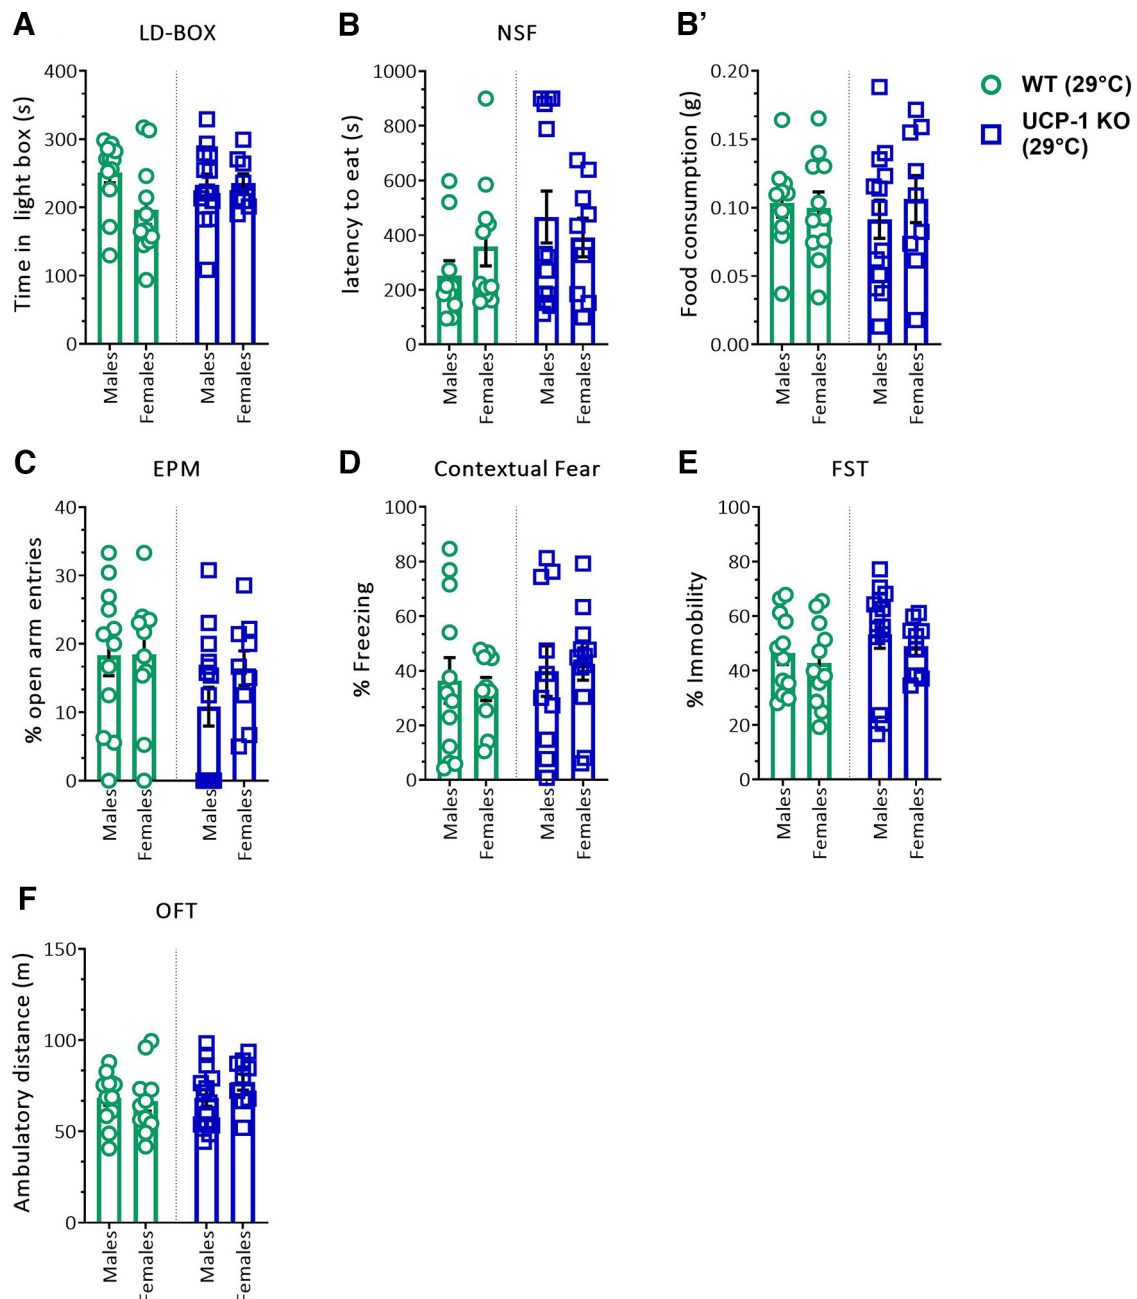 A
LD-BOX
Time in light box (s)
400
300
200
100
0
Males
Females
Males
Females
B
NSF
latency to eat (s)
1000
800
600
400
200
0
Males
Females
Males
Females
B’
Food consumption (g)
0.20
0.15
0.10
0.05
0.00
Males
Females
Males
Females
WT (29°C)
UCP-1 KO
(29°C)
C
EPM
% open arm entries
40
30
20
10
0
Males
Females
Males
Females
D
Contextual Fear
% Freezing
100
80
60
40
20
0
Males
Females
Males
Females
E
FST
% Immobility
100
80
60
40
20
0
Males
Females
Males
Females
F
OFT
Ambulatory distance (m)
150
100
50
0
Males
Females
Males
Females